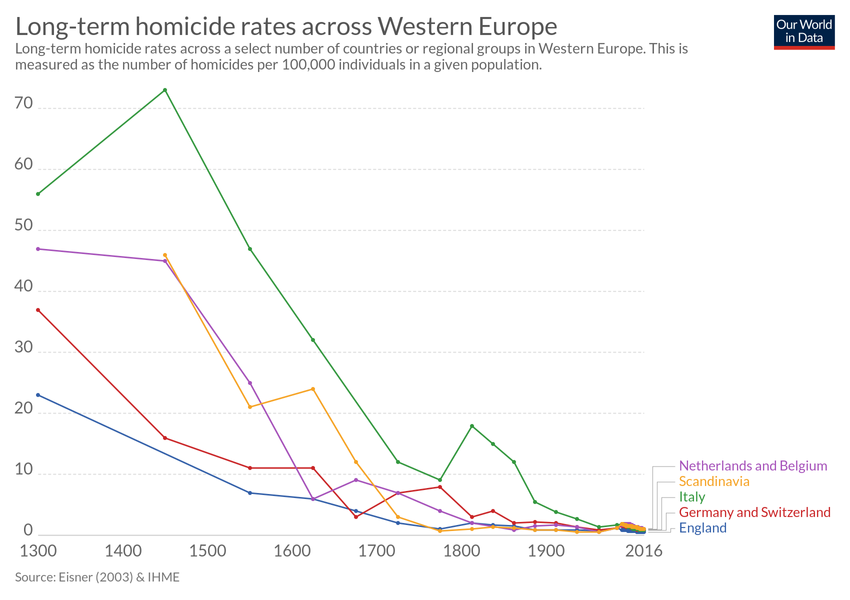 Long-term homicide rates across Western Europe
Our World
in Data
Long-term homicide rates across a select number of countries or regional groups in Western Europe. This is
measured as the number of homicides per 100,000 individuals in a given population.
70
60
50
40
30
20
10
0
1300 1400 1500 1600 1700 1800 1900 2016
Netherlands and Belgium
Scandinavia
Italy
Germany and Switzerland
England
Source: Eisner (2003) & IHME